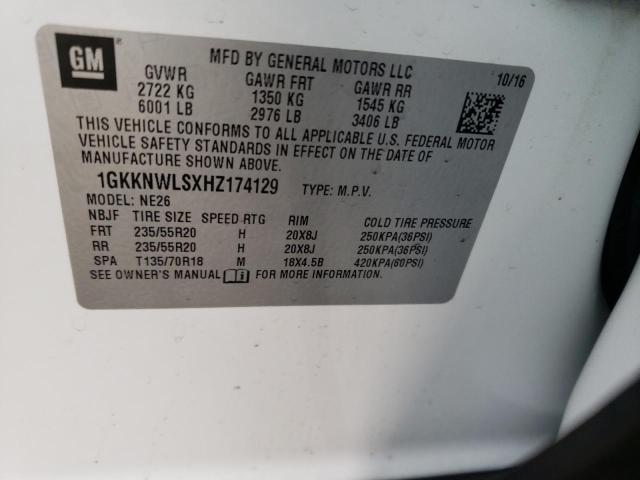 GM
MFD BY GENERAL MOTORS LLC
10/16
GVWR GAWR FRT GAWR RR
2722 KG 1350 KG 1545 KG
6001 LB 2976 LB 3406 LB
THIS VEHICLE CONFORMS TO ALL APPLICABLE U.S. FEDERAL MOTOR
VEHICLE SAFETY STANDARDS IN EFFECT ON THE DATE OF
MANUFACTURE SHOWN ABOVE.
1GKKNWLSXHZ174129 TYPE: M.P.V.
MODEL: NE26
NBJF TIRE SIZE SPEED RTG RIM COLD TIRE PRESSURE
FRT 235/55R20 H 20X8J 250KPA(36PSI)
RR 235/55R20 H 20X8J 250KPA(36PSI)
SPA T135/70R18 M 18X4.5B 420KPA(60PSI)
SEE OWNER'S MANUAL i FOR MORE INFORMATION.